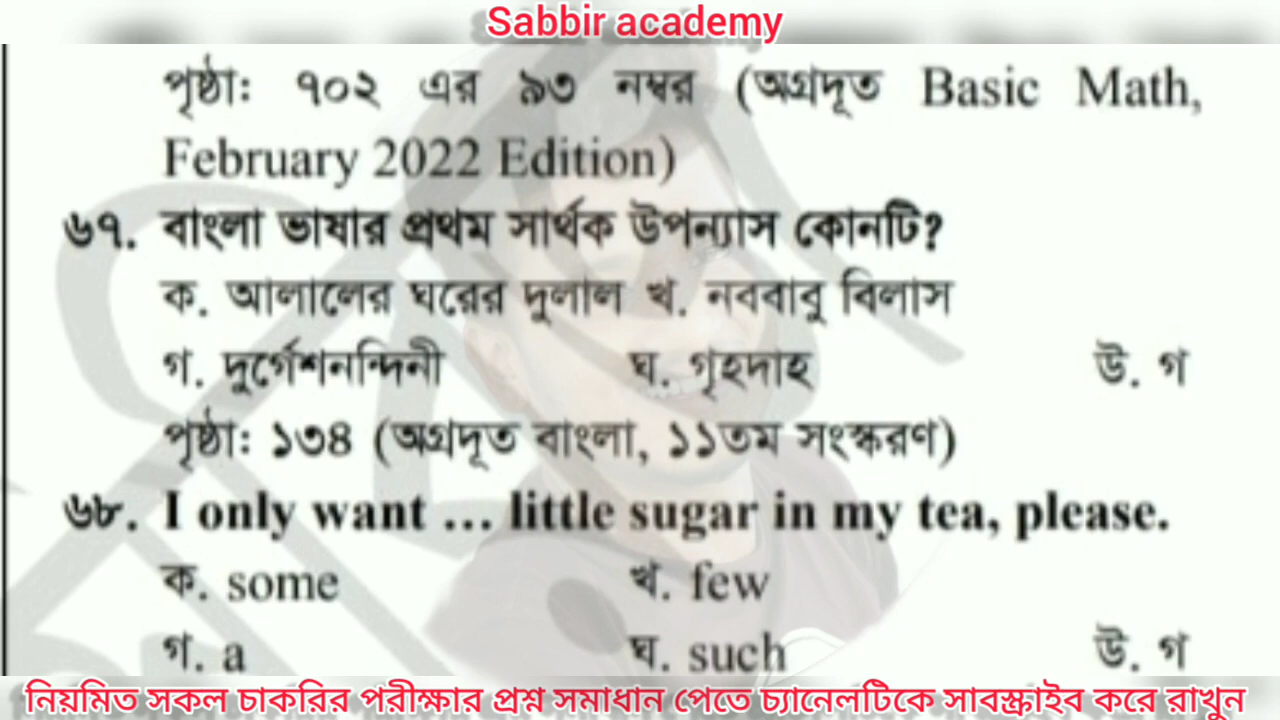 Sabbir academy
পৃষ্ঠা: ৭০২ এর ৯৩ নম্বর (অগ্রদূত Basic Math,
February 2022 Edition)
৬৭. বাংলা ভাষার প্রথম সার্থক উপন্যাস কোনটি?
ক. আলালের ঘরের দুলাল খ. নববাবু বিলাস
গ. দুর্গেশনন্দিনী ঘ. গৃহদাহ উ. গ
পৃষ্ঠা: ১৩৪ (অগ্রদূত বাংলা, ১১তম সংস্করণ)
৬৮. I only want ... little sugar in my tea, please.
ক. some খ. few
গ. a ঘ. such উ. গ
নিয়মিত সকল চাকরির পরীক্ষার প্রশ্ন সমাধান পেতে চ্যানেলটিকে সাবস্ক্রাইব করে রাখুন